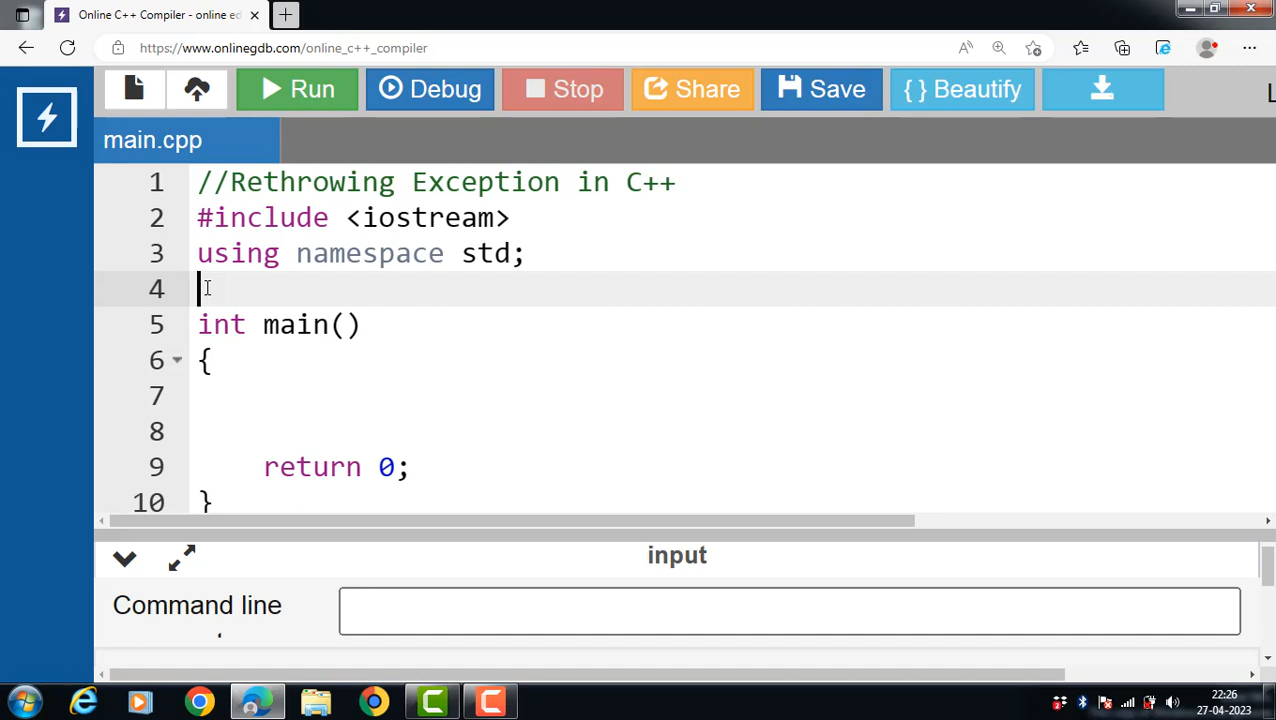 Online C++ Compiler - online ed
https://www.onlinegdb.com/online_c++_compiler
Run
Debug
Stop
Share
Save
{ } Beautify
main.cpp
1 //Rethrowing Exception in C++
2 #include <iostream>
3 using namespace std;
4
5 int main()
6 {
7
8
9 return 0;
10 }
input
Command line
22:26
27-04-2023